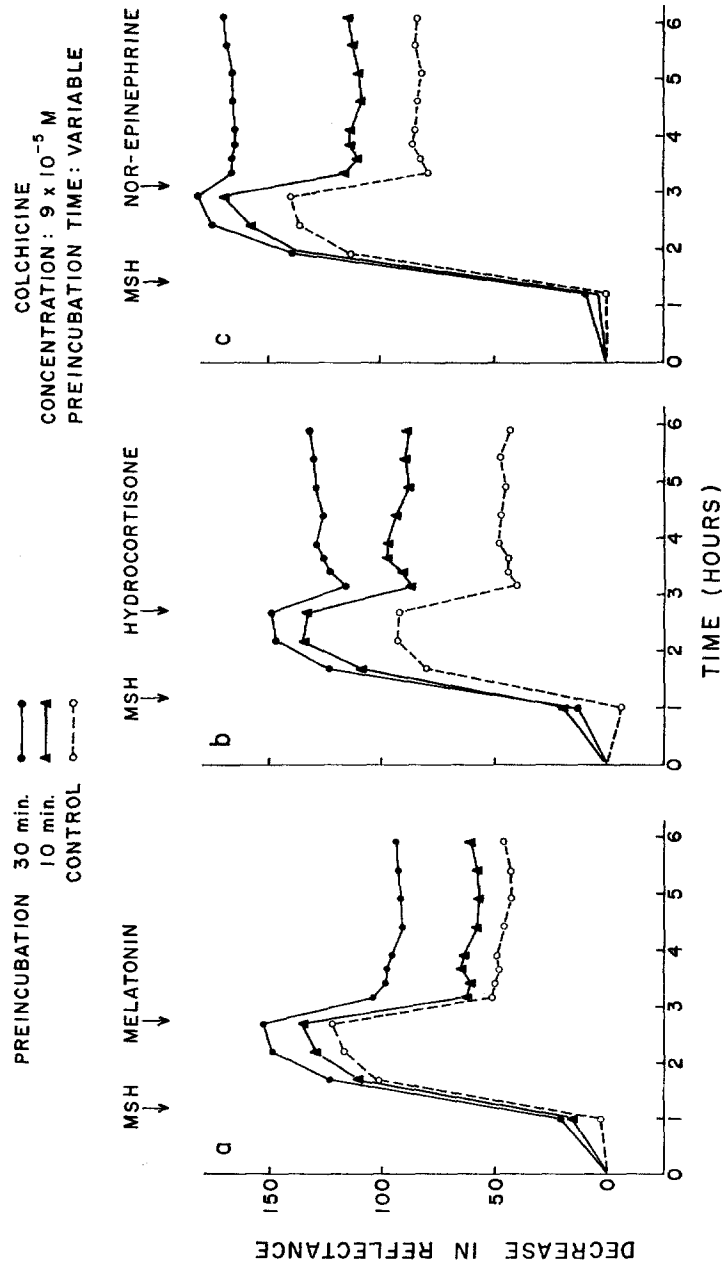 COLCHICINE
CONCENTRATION: 9 x 10⁻⁵ M
PREINCUBATION TIME: VARIABLE
PREINCUBATION 30 min.
10 min.
CONTROL
MSH
MELATONIN
MSH
HYDROCORTISONE
MSH
NOR-EPINEPHRINE
a
b
c
DECREASE IN REFLECTANCE
150
100
50
0
0 1 2 3 4 5 6
0 1 2 3 4 5 6
0 1 2 3 4 5 6
TIME (HOURS)